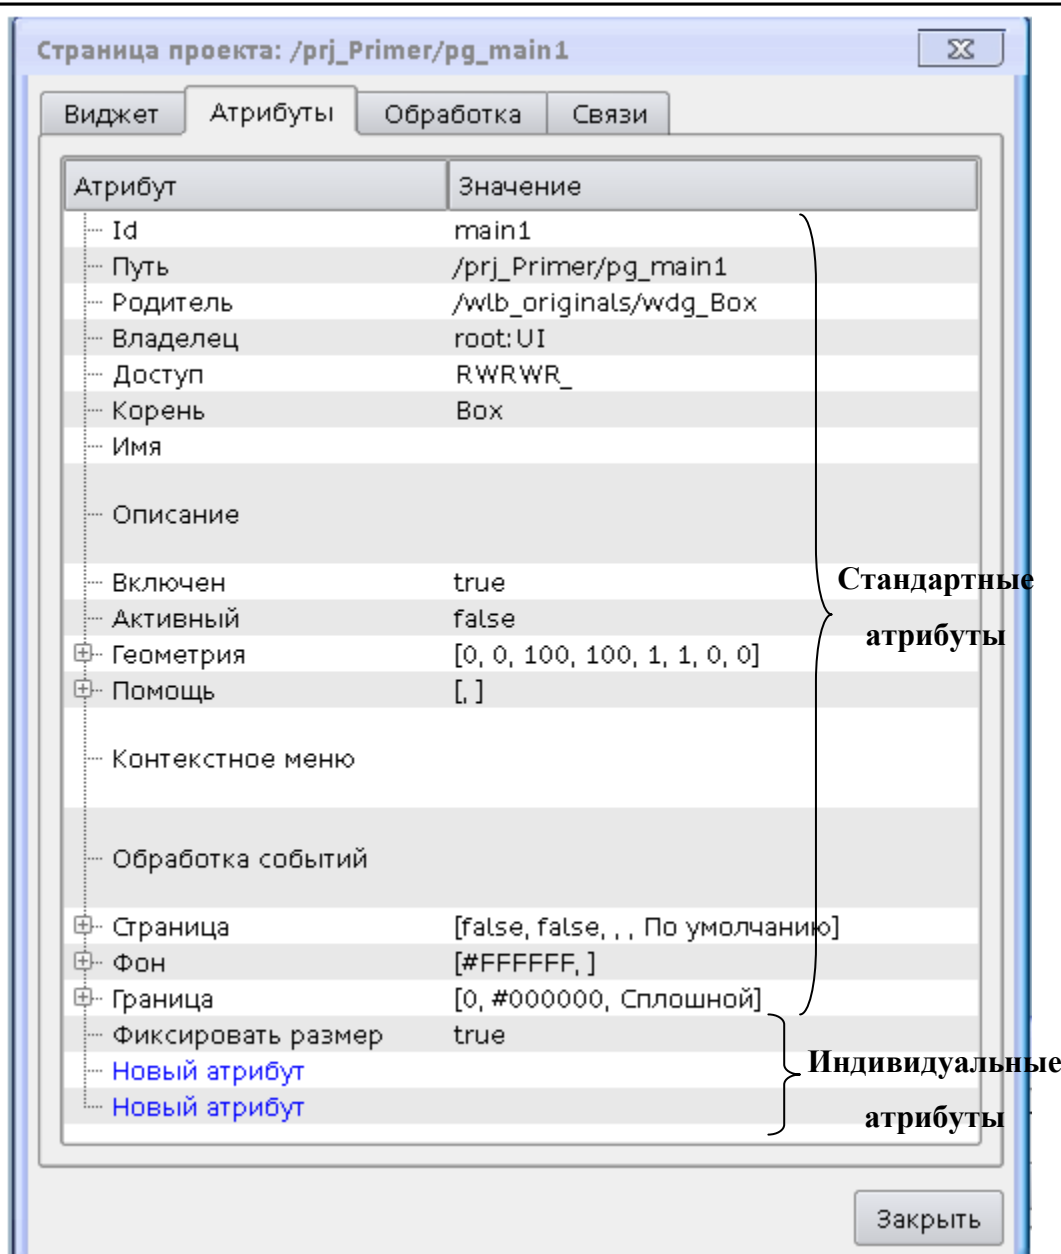 Страница проекта: /prj_Primer/pg_main1
Виджет Атрибуты Обработка Связи
Атрибут Значение
Id main1
Путь /prj_Primer/pg_main1
Родитель /wlb_originals/wdg_Box
Владелец root:UI
Доступ RWRWR_
Корень Box
Имя
Описание
Включен true
Стандартные
Активный false
атрибуты
Геометрия [0, 0, 100, 100, 1, 1, 0, 0]
Помощь [, ]
Контекстное меню
Обработка событий
Страница [false, false, , , По умолчанию]
Фон [#FFFFFF, ]
Граница [0, #000000, Сплошной]
Фиксировать размер true
Индивидуальные
Новый атрибут
Новый атрибут
атрибуты
Закрыть